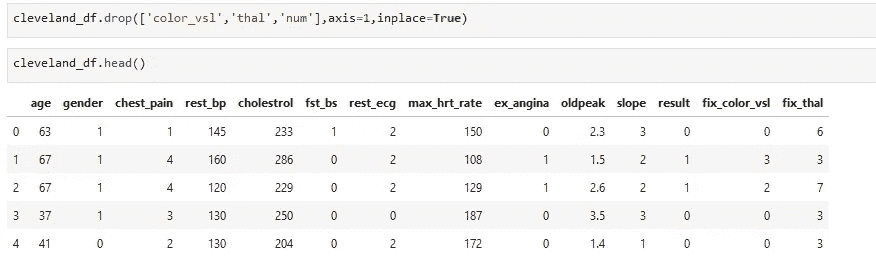 cleveland_df.drop(['color_vsl','thal','num'],axis=1,inplace=True)
cleveland_df.head()
age gender chest_pain rest_bp cholestrol fst_bs rest_ecg max_hrt_rate ex_angina oldpeak slope result fix_color_vsl fix_thal
0 63 1 1 145 233 1 2 150 0 2.3 3 0 0 6
1 67 1 4 160 286 0 2 108 1 1.5 2 1 3 3
2 67 1 4 120 229 0 2 129 1 2.6 2 1 2 7
3 37 1 3 130 250 0 0 187 0 3.5 3 0 0 3
4 41 0 2 130 204 0 2 172 0 1.4 1 0 0 3